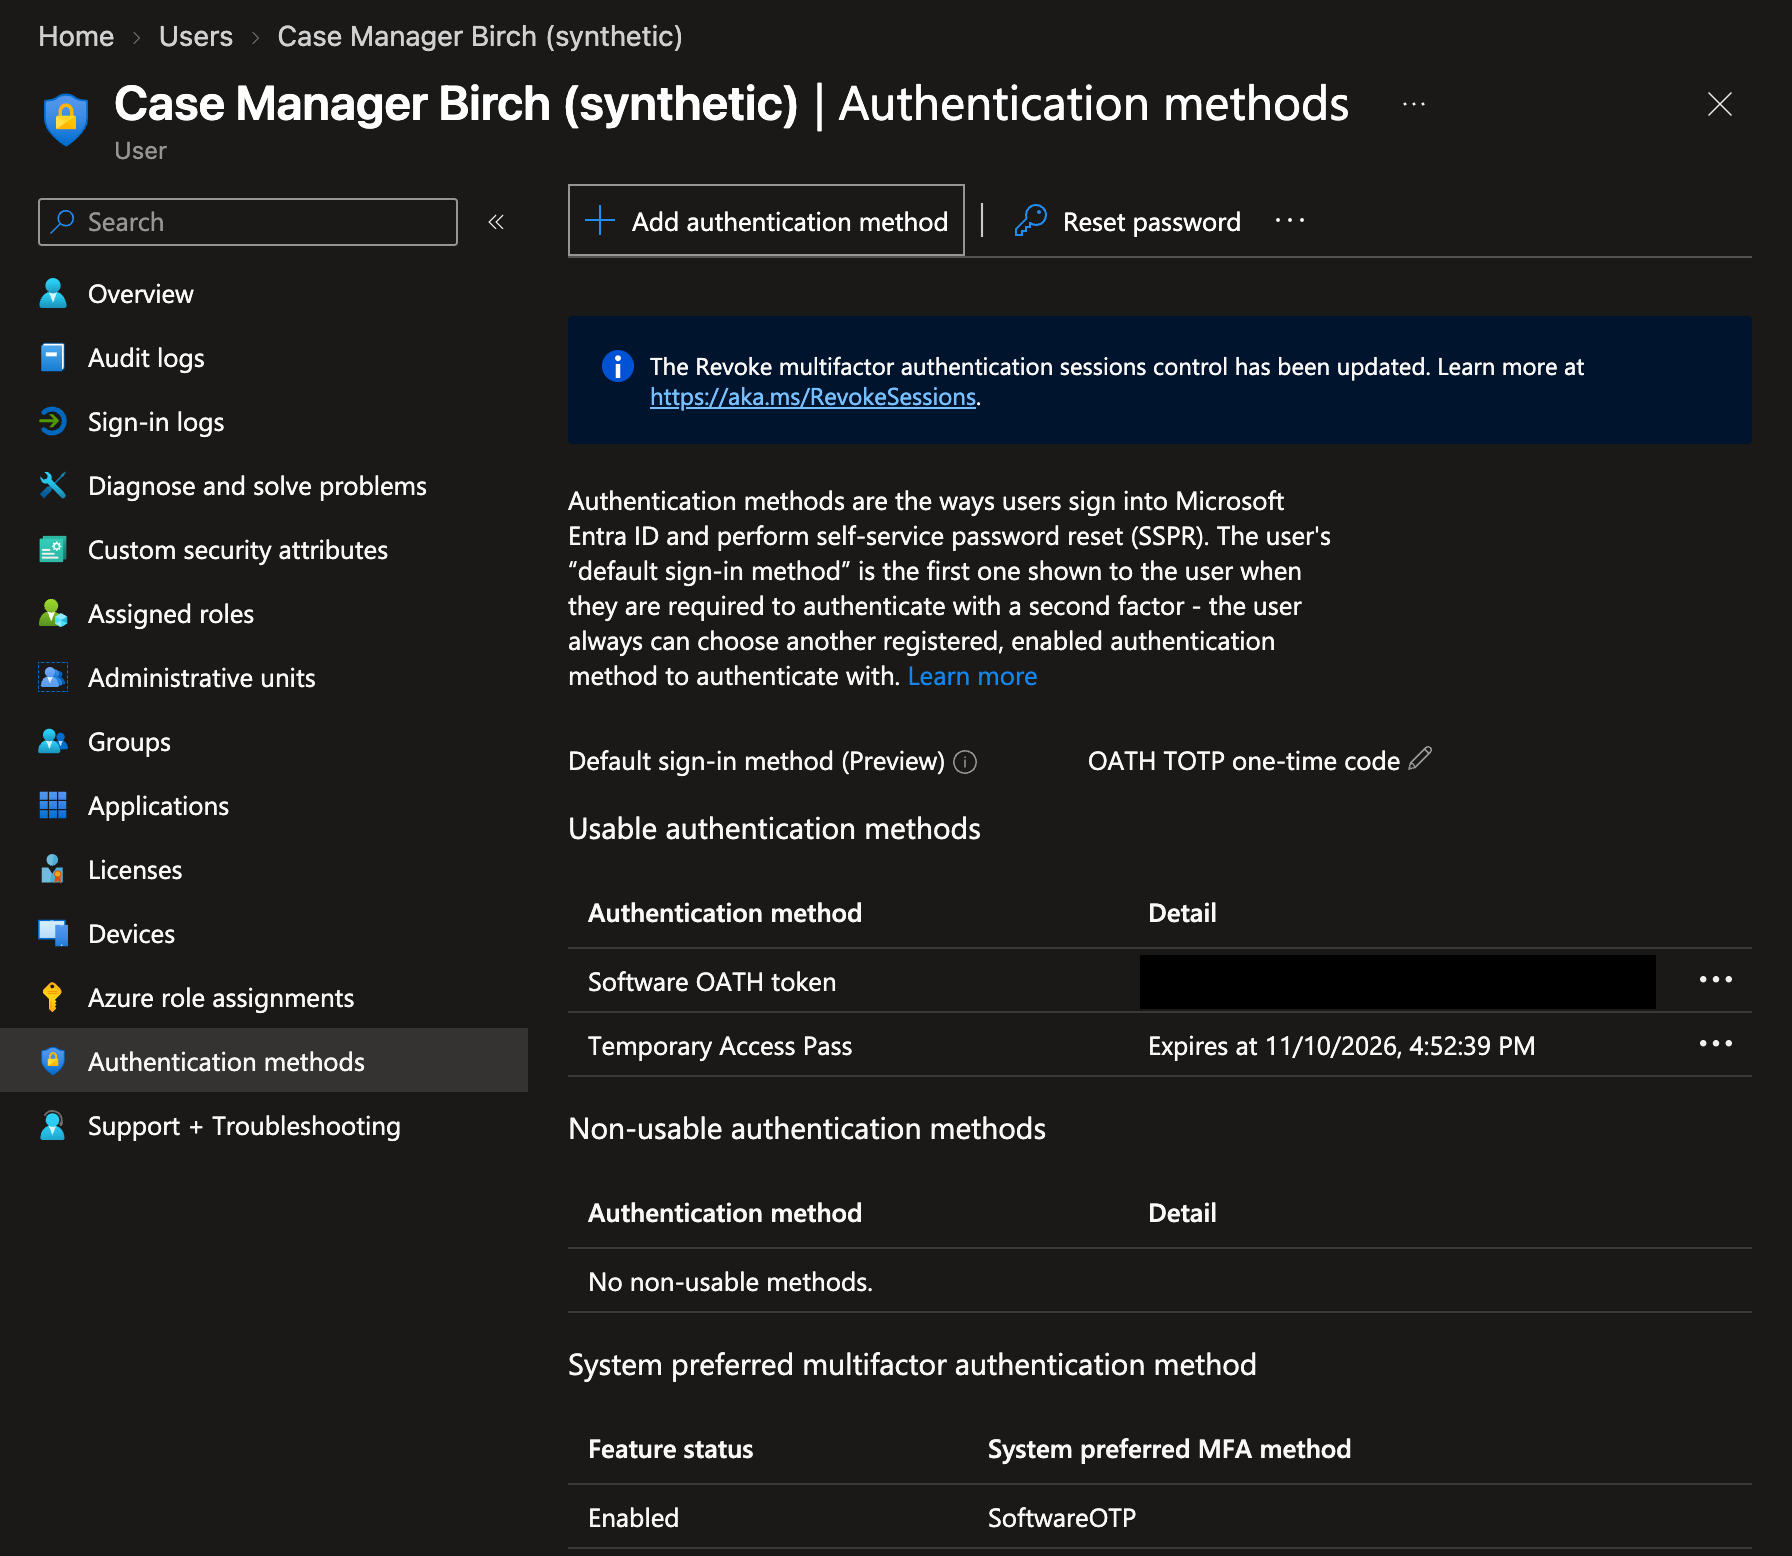 Home > Users > Case Manager Birch (synthetic)
Case Manager Birch (synthetic) | Authentication methods ...
User
Search
«
Add authentication method
Reset password
...
Overview
Audit logs
Sign-in logs
Diagnose and solve problems
Custom security attributes
Assigned roles
Administrative units
Groups
Applications
Licenses
Devices
Azure role assignments
Authentication methods
Support + Troubleshooting
The Revoke multifactor authentication sessions control has been updated. Learn more at
https://aka.ms/RevokeSessions.
Authentication methods are the ways users sign into Microsoft
Entra ID and perform self-service password reset (SSPR). The user's
“default sign-in method” is the first one shown to the user when
they are required to authenticate with a second factor - the user
always can choose another registered, enabled authentication
method to authenticate with. Learn more
Default sign-in method (Preview) OATH TOTP one-time code
Usable authentication methods
Authentication method Detail
Software OATH token ...
Temporary Access Pass Expires at 11/10/2026, 4:52:39 PM ...
Non-usable authentication methods
Authentication method Detail
No non-usable methods.
System preferred multifactor authentication method
Feature status System preferred MFA method
Enabled SoftwareOTP